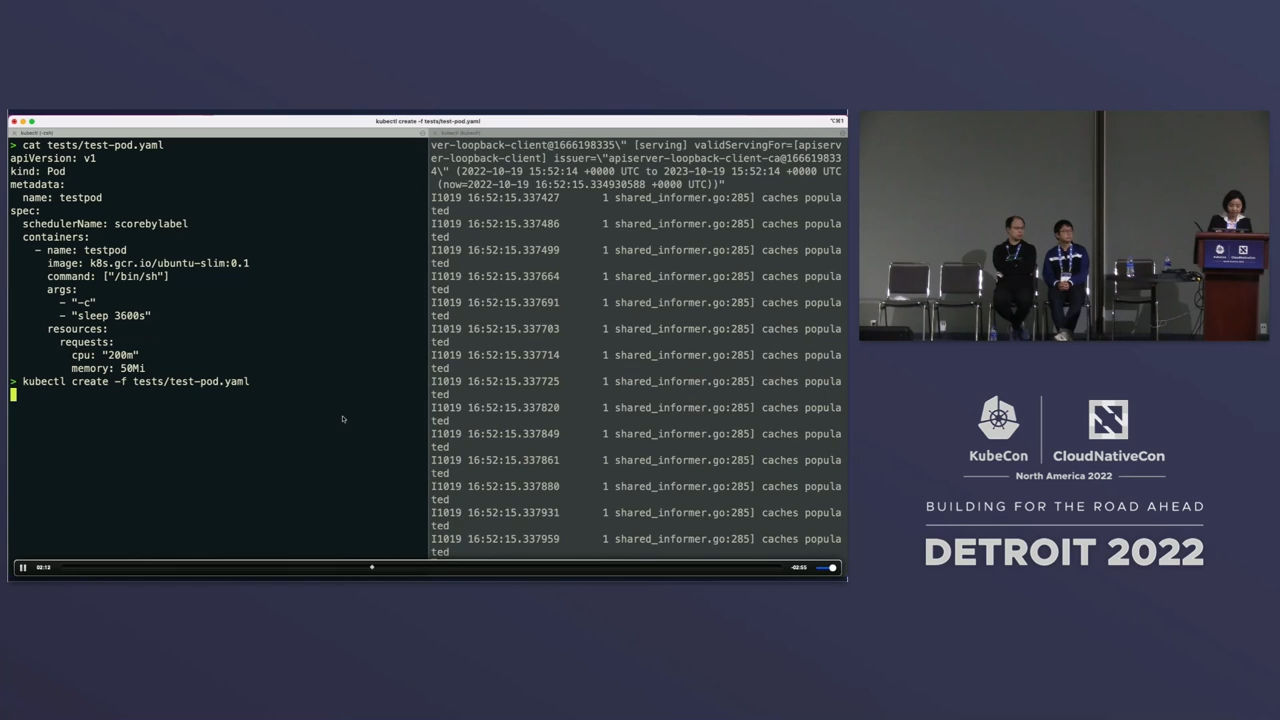 kubectl create -f tests/test-pod.yaml
⌥⌘1
kubectl (-zsh)
kubectl (kubectl)
> cat tests/test-pod.yaml
apiVersion: v1
kind: Pod
metadata:
  name: testpod
spec:
  schedulerName: scorebylabel
  containers:
    - name: testpod
      image: k8s.gcr.io/ubuntu-slim:0.1
      command: ["/bin/sh"]
      args:
        - "-c"
        - "sleep 3600s"
      resources:
        requests:
          cpu: "200m"
          memory: 50Mi
> kubectl create -f tests/test-pod.yaml
ver-loopback-client@1666198335\" [serving] validServingFor=[apiserv
er-loopback-client] issuer=\"apiserver-loopback-client-ca@166619833
4\" (2022-10-19 15:52:14 +0000 UTC to 2023-10-19 15:52:14 +0000 UTC
 (now=2022-10-19 16:52:15.334930588 +0000 UTC))"
I1019 16:52:15.337427       1 shared_informer.go:285] caches popula
ted
I1019 16:52:15.337486       1 shared_informer.go:285] caches popula
ted
I1019 16:52:15.337499       1 shared_informer.go:285] caches popula
ted
I1019 16:52:15.337664       1 shared_informer.go:285] caches popula
ted
I1019 16:52:15.337691       1 shared_informer.go:285] caches popula
ted
I1019 16:52:15.337703       1 shared_informer.go:285] caches popula
ted
I1019 16:52:15.337714       1 shared_informer.go:285] caches popula
ted
I1019 16:52:15.337725       1 shared_informer.go:285] caches popula
ted
I1019 16:52:15.337820       1 shared_informer.go:285] caches popula
ted
I1019 16:52:15.337849       1 shared_informer.go:285] caches popula
ted
I1019 16:52:15.337861       1 shared_informer.go:285] caches popula
ted
I1019 16:52:15.337880       1 shared_informer.go:285] caches popula
ted
I1019 16:52:15.337931       1 shared_informer.go:285] caches popula
ted
I1019 16:52:15.337959       1 shared_informer.go:285] caches popula
ted
02:12
-02:55
KubeCon
CloudNativeCon
North America 2022
BUILDING FOR THE ROAD AHEAD
DETROIT 2022